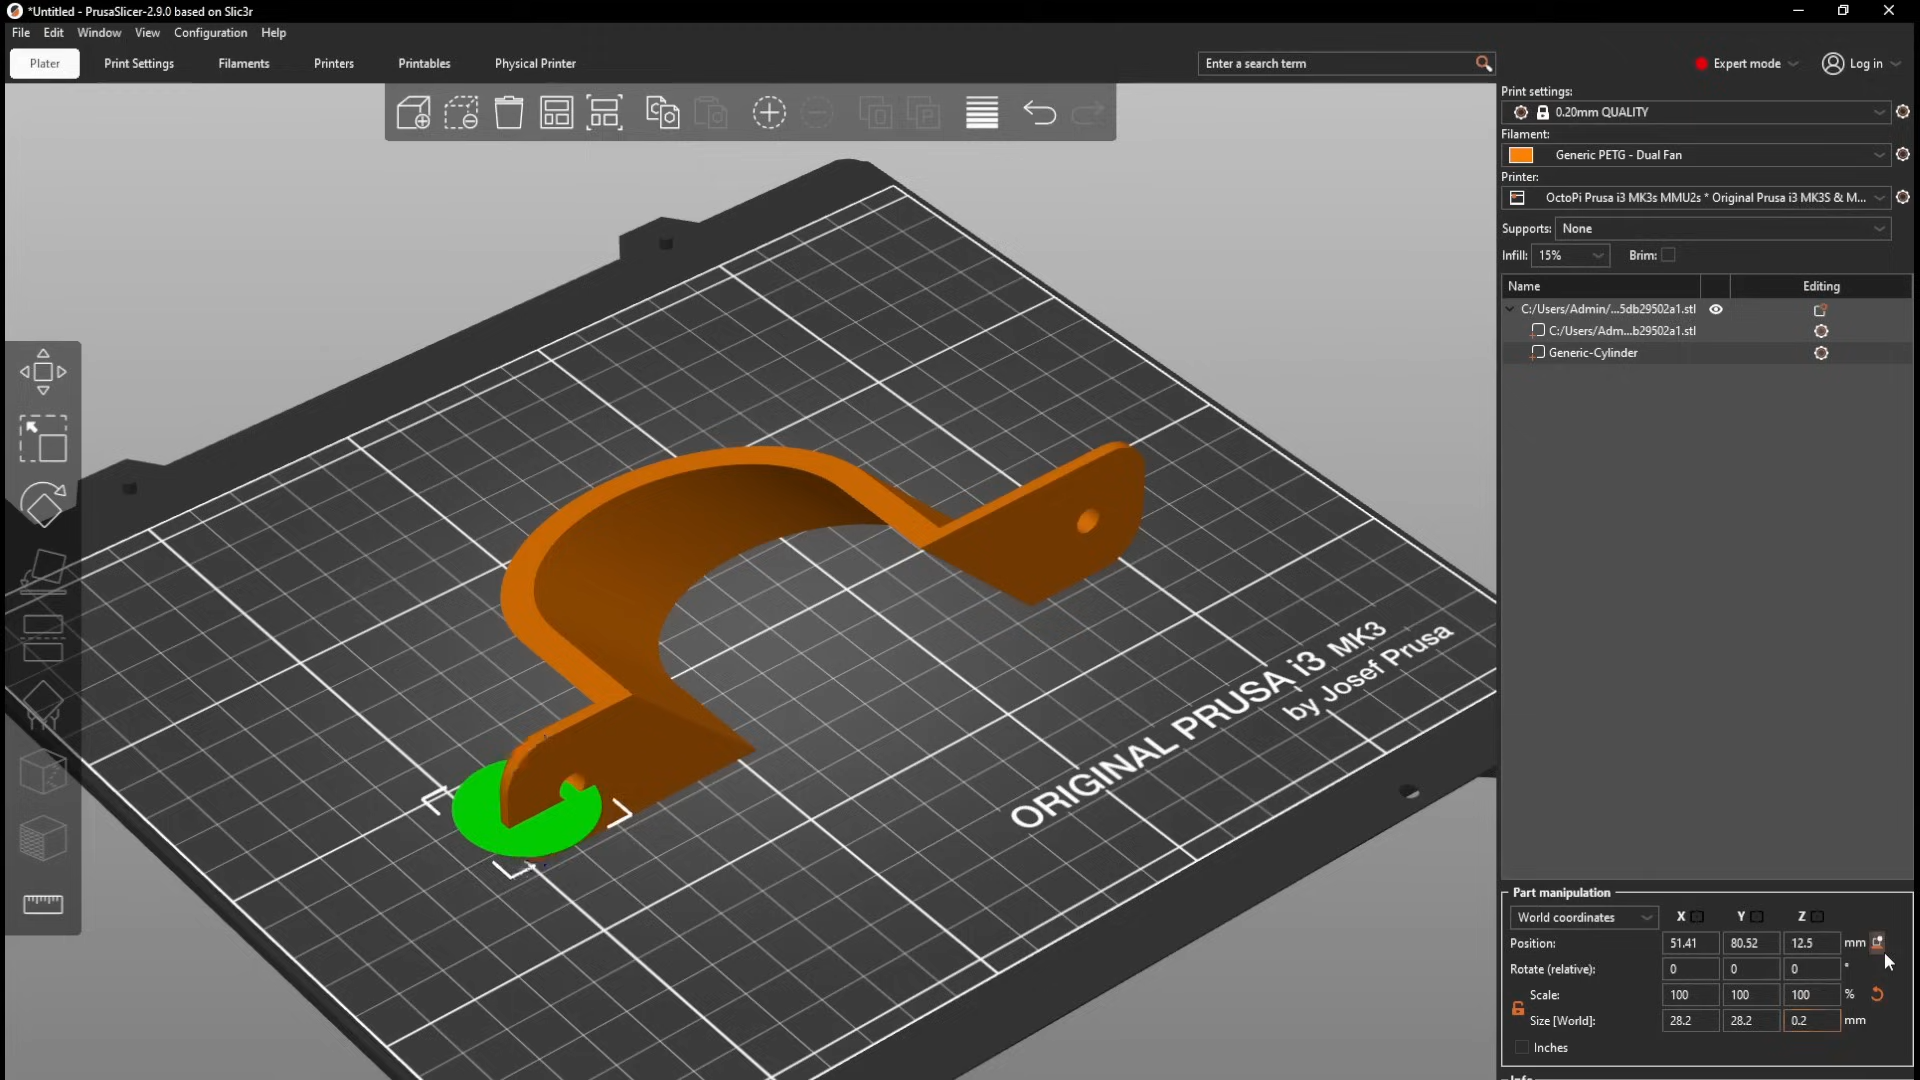 *Untitled - PrusaSlicer-2.9.0 based on Slic3r
File Edit Window View Configuration Help
Plater Print Settings Filaments Printers Printables Physical Printer
Enter a search term
Expert mode
Log in
Print settings:
0.20mm QUALITY
Filament:
Generic PETG - Dual Fan
Printer:
OctoPi Prusa i3 MK3s MMU2s * Original Prusa i3 MK3S & M...
Supports: None
Infill: 15% Brim:
Name Editing
C:/Users/Admin/...5db29502a1.stl
C:/Users/Adm...b29502a1.stl
Generic-Cylinder
ORIGINAL PRUSA i3 MK3
by Josef Prusa
Part manipulation
World coordinates X Y Z
Position: 51.41 80.52 12.5 mm
Rotate (relative): 0 0 0 °
Scale: 100 100 100 %
Size [World]: 28.2 28.2 0.2 mm
Inches
Info